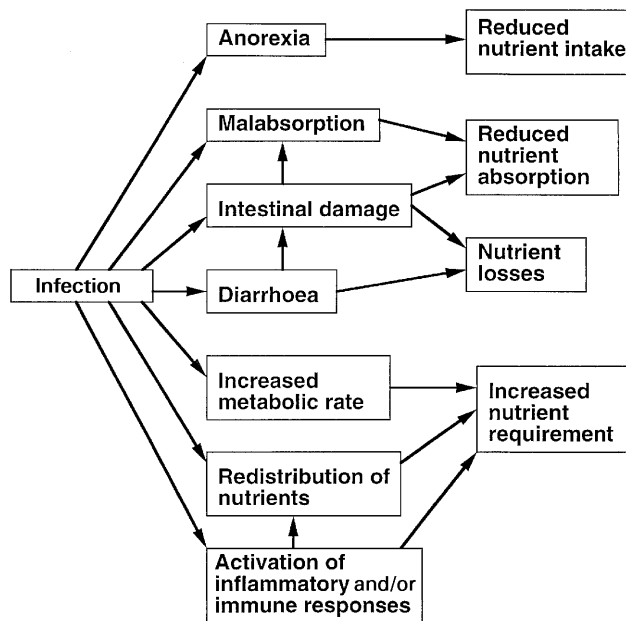 Anorexia
Reduced
nutrient intake
Malabsorption
Reduced
nutrient
absorption
Intestinal damage
Nutrient
losses
Infection
Diarrhoea
Increased
metabolic rate
Increased
nutrient
requirement
Redistribution of
nutrients
Activation of
inflammatory and/or
immune responses